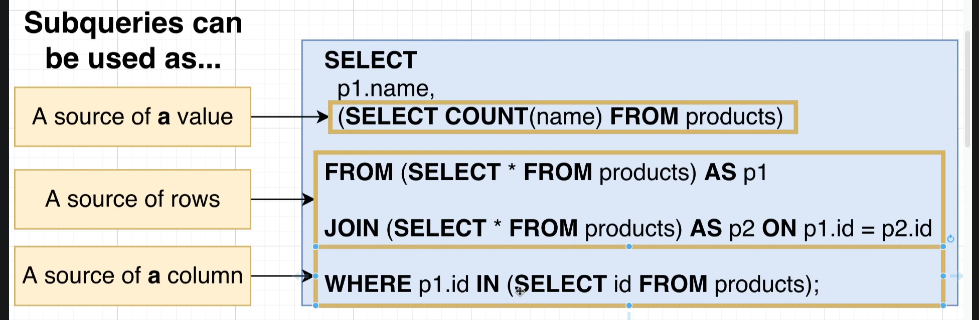 Subqueries can
be used as...
A source of a value
A source of rows
A source of a column
SELECT
p1.name,
(SELECT COUNT(name) FROM products)
FROM (SELECT * FROM products) AS p1
JOIN (SELECT * FROM products) AS p2 ON p1.id = p2.id
WHERE p1.id IN (SELECT id FROM products);